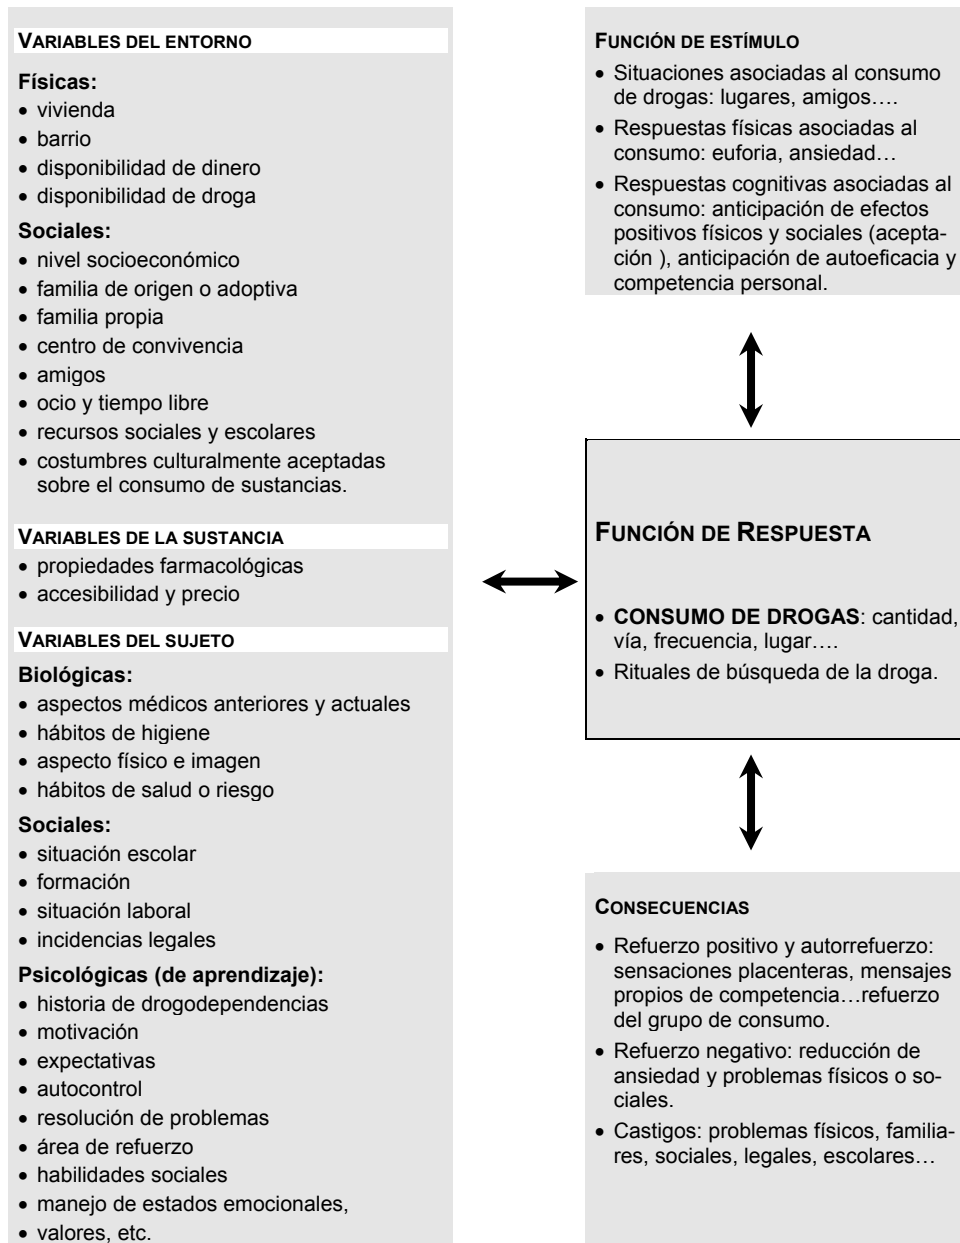 VARIABLES DEL ENTORNO
Físicas:
• vivienda
• barrio
• disponibilidad de dinero
• disponibilidad de droga
Sociales:
• nivel socioeconómico
• familia de origen o adoptiva
• familia propia
• centro de convivencia
• amigos
• ocio y tiempo libre
• recursos sociales y escolares
• costumbres culturalmente aceptadas
sobre el consumo de sustancias.
VARIABLES DE LA SUSTANCIA
• propiedades farmacológicas
• accesibilidad y precio
VARIABLES DEL SUJETO
Biológicas:
• aspectos médicos anteriores y actuales
• hábitos de higiene
• aspecto físico e imagen
• hábitos de salud o riesgo
Sociales:
• situación escolar
• formación
• situación laboral
• incidencias legales
Psicológicas (de aprendizaje):
• historia de drogodependencias
• motivación
• expectativas
• autocontrol
• resolución de problemas
• área de refuerzo
• habilidades sociales
• manejo de estados emocionales,
• valores, etc.
FUNCIÓN DE ESTÍMULO
• Situaciones asociadas al consumo
de drogas: lugares, amigos….
• Respuestas físicas asociadas al
consumo: euforia, ansiedad…
• Respuestas cognitivas asociadas al
consumo: anticipación de efectos
positivos físicos y sociales (acepta-
ción ), anticipación de autoeficacia y
competencia personal.
FUNCIÓN DE RESPUESTA
• CONSUMO DE DROGAS: cantidad,
vía, frecuencia, lugar….
• Rituales de búsqueda de la droga.
CONSECUENCIAS
• Refuerzo positivo y autorrefuerzo:
sensaciones placenteras, mensajes
propios de competencia…refuerzo
del grupo de consumo.
• Refuerzo negativo: reducción de
ansiedad y problemas físicos o so-
ciales.
• Castigos: problemas físicos, familia-
res, sociales, legales, escolares…